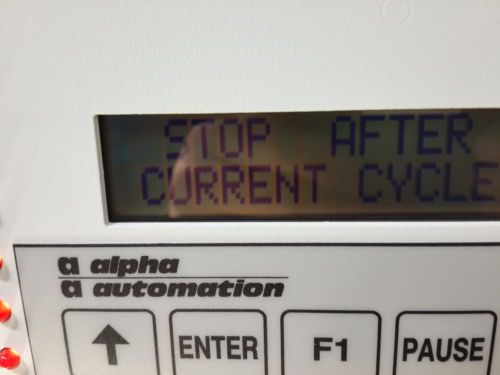 STOP AFTER
CURRENT CYCLE
a alpha
a automation
ENTER
F1
PAUSE